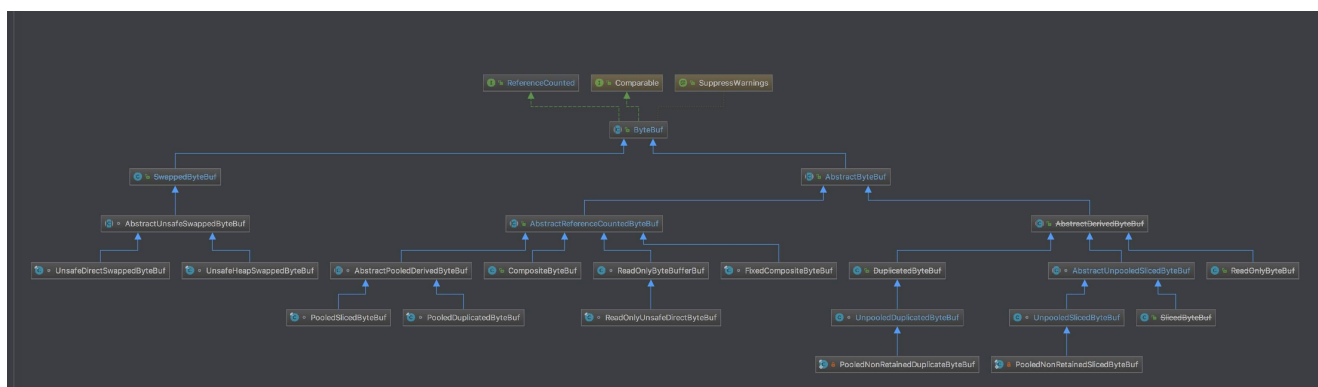 ReferenceCounted Comparable SuppressWarnings
ByteBuf
SwappedByteBuf AbstractByteBuf
AbstractUnsafeSwappedByteBuf AbstractReferenceCountedByteBuf AbstractDerivedByteBuf
UnsafeDirectSwappedByteBuf UnsafeHeapSwappedByteBuf AbstractPooledDerivedByteBuf CompositeByteBuf ReadOnlyByteBufferBuf FixedCompositeByteBuf DuplicatedByteBuf AbstractUnpooledSlicedByteBuf ReadOnlyByteBuf
PooledSlicedByteBuf PooledDuplicatedByteBuf ReadOnlyUnsafeDirectByteBuf UnpooledDuplicatedByteBuf UnpooledSlicedByteBuf SlicedByteBuf
PooledNonRetainedDuplicateByteBuf PooledNonRetainedSlicedByteBuf